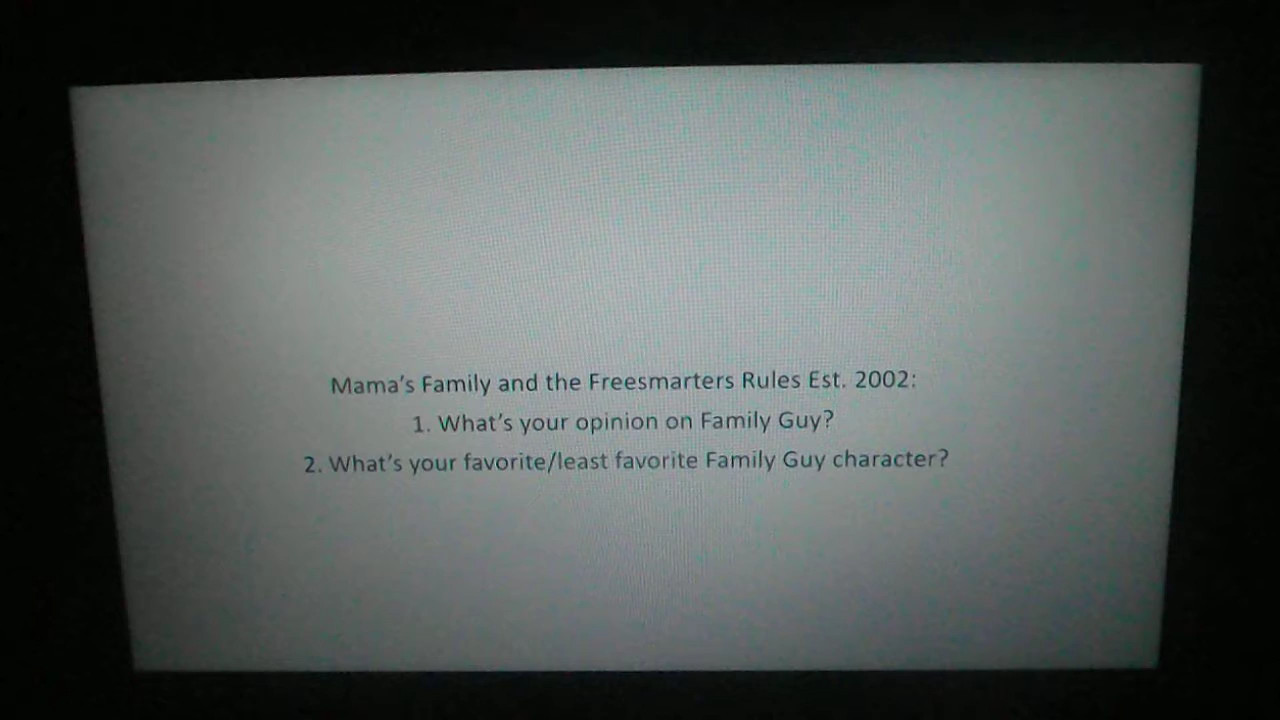 Mama's Family and the Freesmarters Rules Est. 2002:
1. What's your opinion on Family Guy?
2. What's your favorite/least favorite Family Guy character?